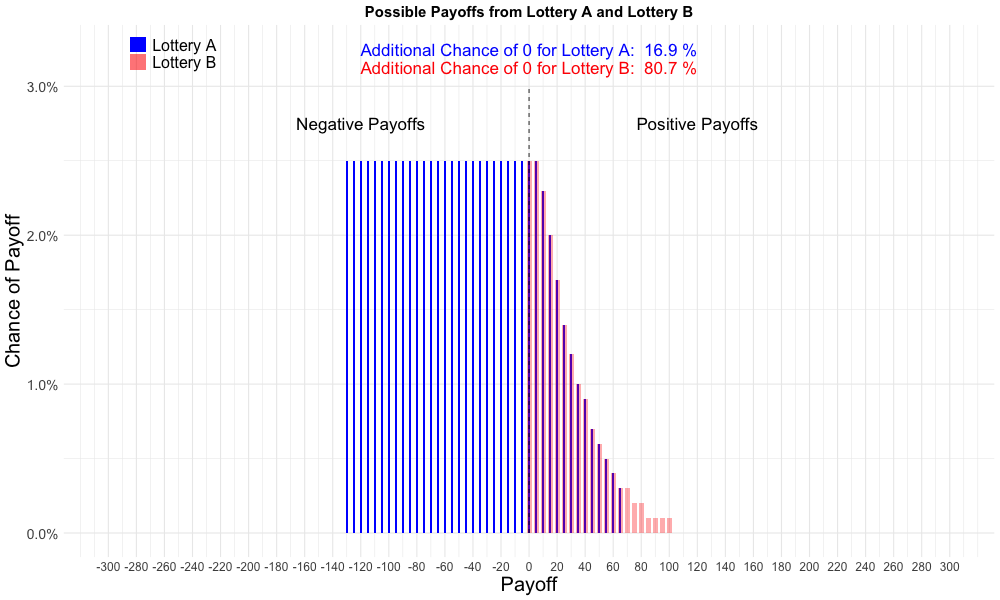 Possible Payoffs from Lottery A and Lottery B
Lottery A
Lottery B
Additional Chance of 0 for Lottery A:  16.9 %
Additional Chance of 0 for Lottery B:  80.7 %
Negative Payoffs
Positive Payoffs
Chance of Payoff
3.0%
2.0%
1.0%
0.0%
-300 -280 -260 -240 -220 -200 -180 -160 -140 -120 -100 -80 -60 -40 -20 0 20 40 60 80 100 120 140 160 180 200 220 240 260 280 300
Payoff